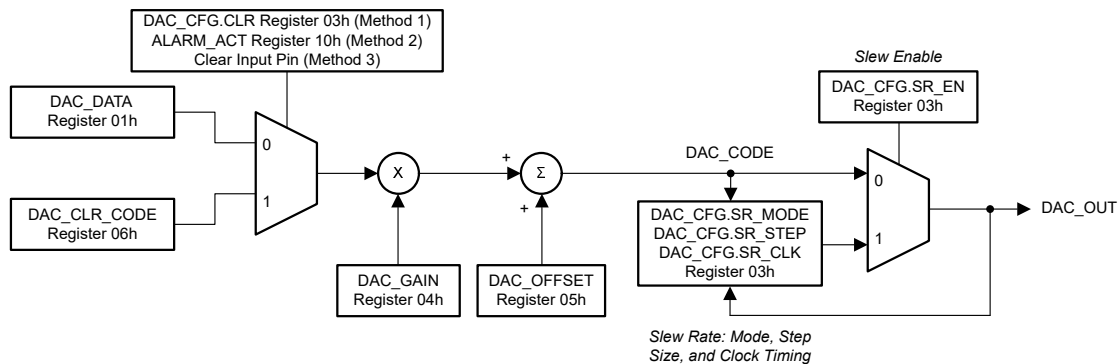 DAC_CFG.CLR Register 03h (Method 1)
ALARM_ACT Register 10h (Method 2)
Clear Input Pin (Method 3)
Slew Enable
DAC_CFG.SR_EN
Register 03h
DAC_DATA
Register 01h
0
1
DAC_CLR_CODE
Register 06h
X
DAC_GAIN
Register 04h
+
Σ
+
DAC_OFFSET
Register 05h
DAC_CODE
DAC_CFG.SR_MODE
DAC_CFG.SR_STEP
DAC_CFG.SR_CLK
Register 03h
0
1
DAC_OUT
Slew Rate: Mode, Step
Size, and Clock Timing